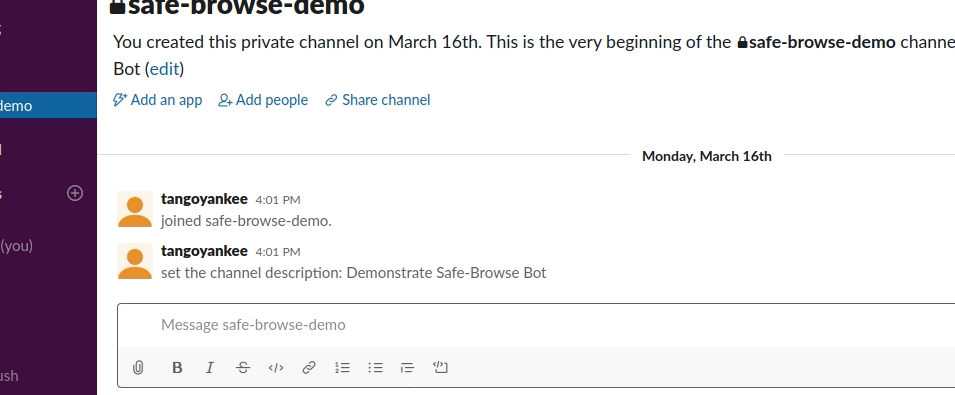 safe-browse-demo
You created this private channel on March 16th. This is the very beginning of the safe-browse-demo
Bot (edit)
Add an app Add people Share channel
demo
Monday, March 16th
tangoyankee 4:01 PM
joined safe-browse-demo.
(you)
tangoyankee 4:01 PM
set the channel description: Demonstrate Safe-Browse Bot
Message safe-browse-demo
B I S </>
ush